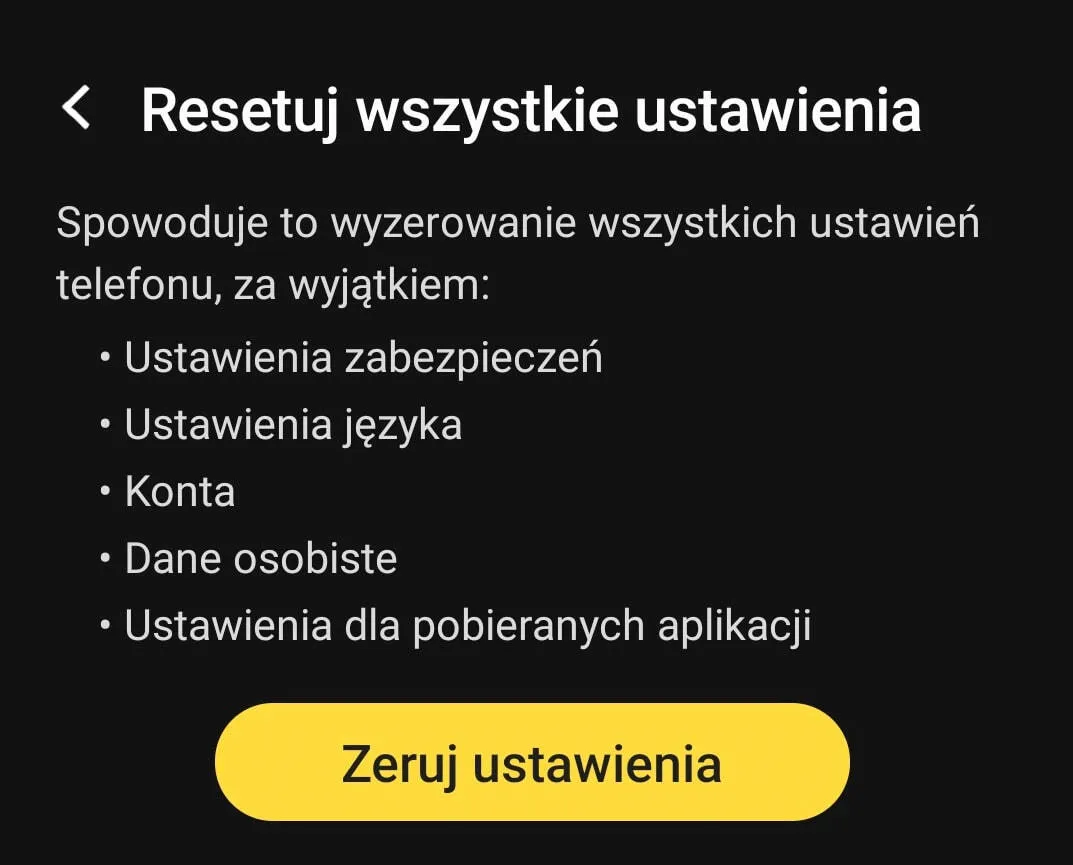 Resetuj wszystkie ustawienia
Spowoduje to wyzerowanie wszystkich ustawień
telefonu, za wyjątkiem:
• Ustawienia zabezpieczeń
• Ustawienia języka
• Konta
• Dane osobiste
• Ustawienia dla pobieranych aplikacji
Zeruj ustawienia